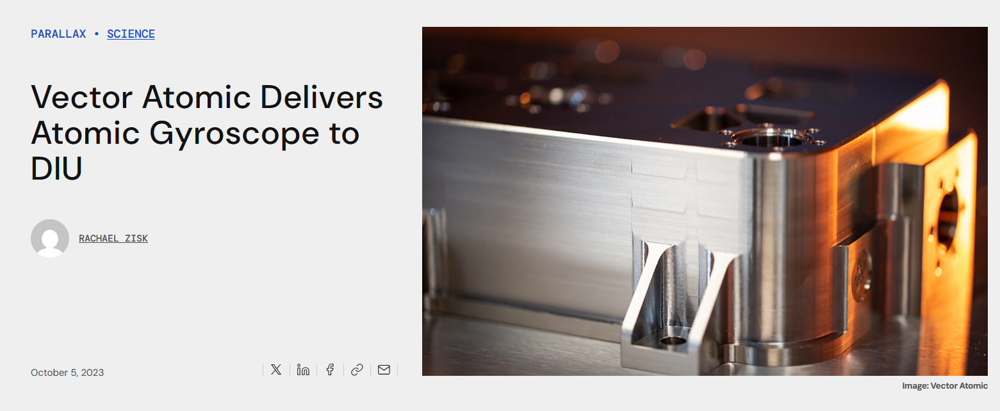 PARALLAX • SCIENCE
Vector Atomic Delivers
Atomic Gyroscope to
DIU
RACHAEL ZISK
October 5, 2023
Image: Vector Atomic